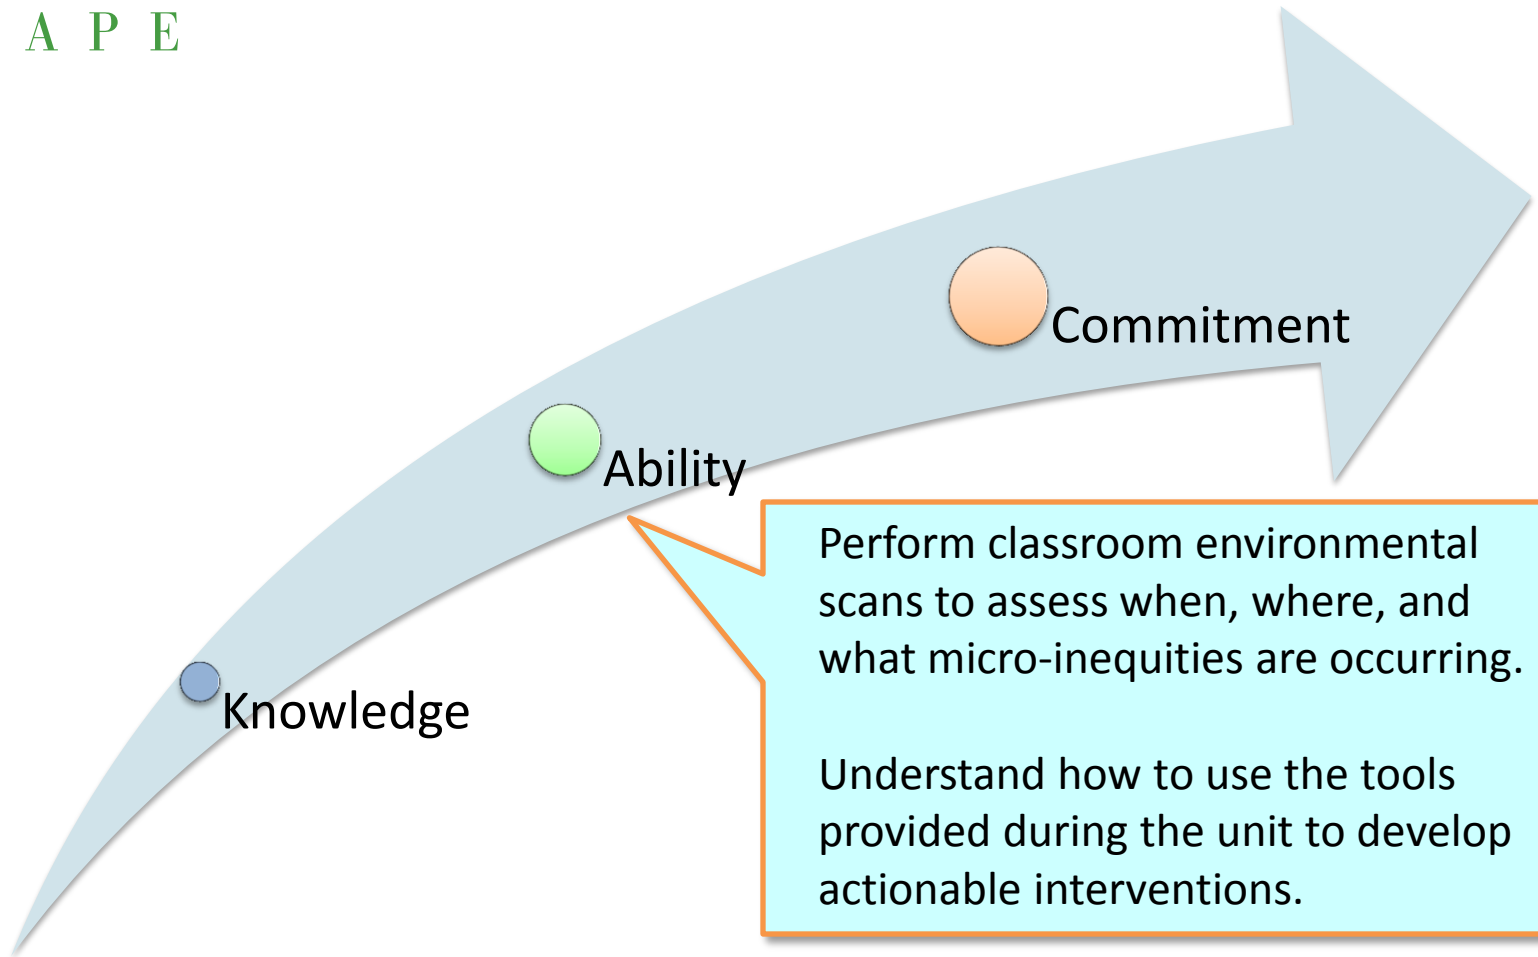 A P E
Commitment
Ability
Knowledge
Perform classroom environmental
scans to assess when, where, and
what micro-inequities are occurring.
Understand how to use the tools
provided during the unit to develop
actionable interventions.